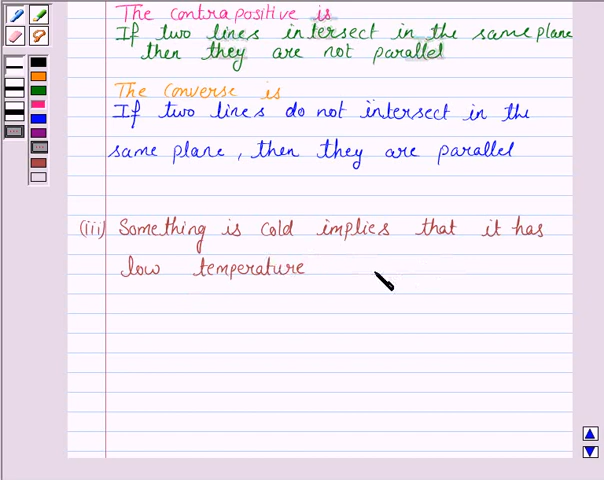 The contrapositive is
If two lines intersect in the same plane
then they are not parallel
The Converse is
If two lines do not intersect in the
same plane, then they are parallel
(iii) Something is cold implies that it has
low temperature